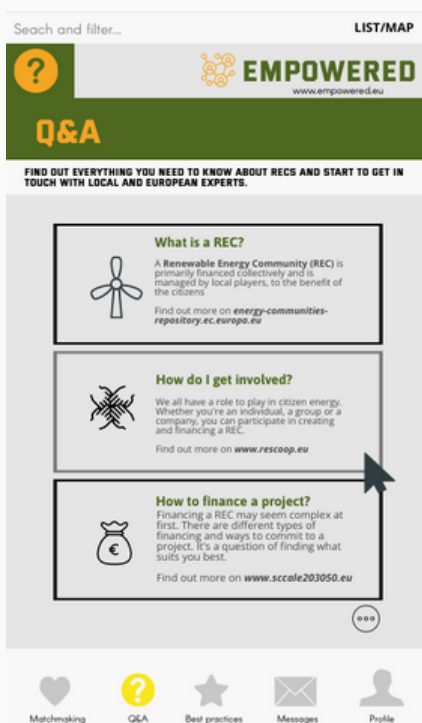 Seach and filter...
LIST/MAP
?
EMPOWERED
www.empowered.eu
Q&A
FIND OUT EVERYTHING YOU NEED TO KNOW ABOUT RECS AND START TO GET IN
TOUCH WITH LOCAL AND EUROPEAN EXPERTS.
What is a REC?
A Renewable Energy Community (REC) is
primarily financed collectively and is
managed by local players, to the benefit of
the citizens
Find out more on energy-communities-
repository.ec.europa.eu
How do I get involved?
We all have a role to play in citizen energy.
Whether you're an individual, a group or a
company, you can participate in creating
and financing a REC.
Find out more on www.rescoop.eu
How to finance a project?
Financing a REC may seem complex at
first. There are different types of
financing and ways to commit to a
project. It's a question of finding what
suits you best.
Find out more on www.sccale203050.eu
€
?
Matchmaking
Q&A
Best practices
Messages
Profile